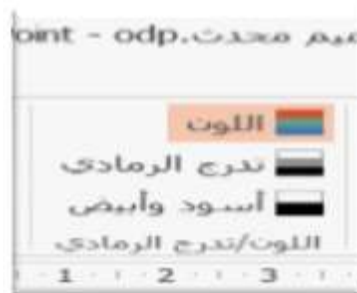 ميم محدث.oint - odp
اللون
تدرج الرمادي
أسود وأبيض
اللون/تدرج الرمادي
1 2 3